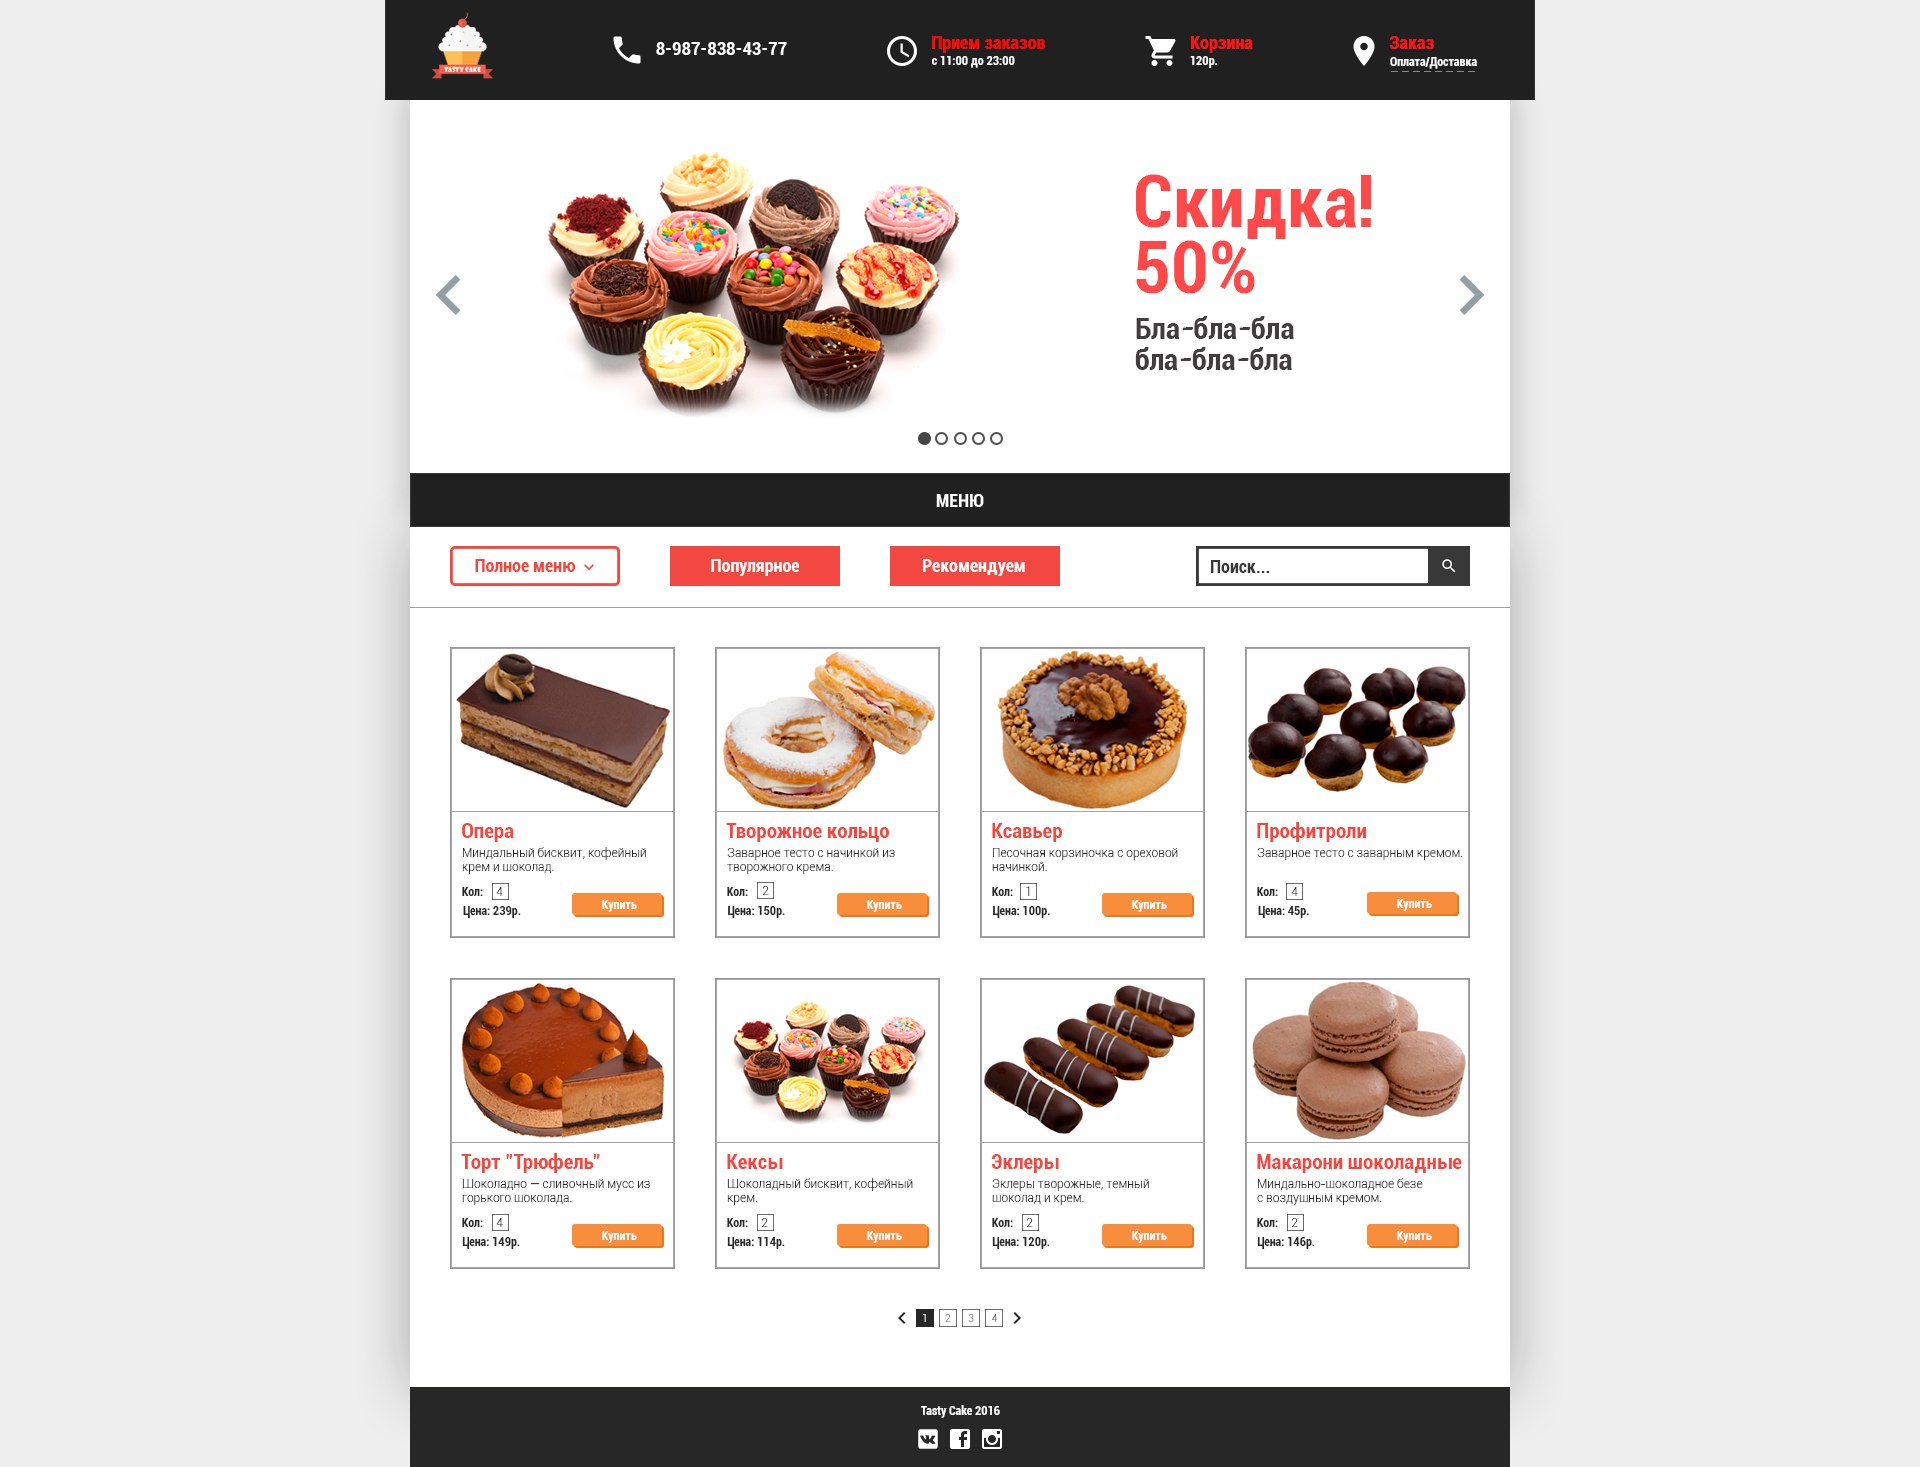 TASTY CAKE
8-987-838-43-77
Прием заказов
с 11:00 до 23:00
Корзина
120р.
Заказ
Оплата/Доставка
Скидка!
50%
Бла-бла-бла
бла-бла-бла
МЕНЮ
Полное меню
Популярное
Рекомендуем
Поиск...
Опера
Миндальный бисквит, кофейный
крем и шоколад.
Кол: 4
Цена: 239р.
Купить
Творожное кольцо
Заварное тесто с начинкой из
творожного крема.
Кол: 2
Цена: 150р.
Купить
Ксавьер
Песочная корзиночка с ореховой
начинкой.
Кол: 1
Цена: 100р.
Купить
Профитроли
Заварное тесто с заварным кремом.
Кол: 4
Цена: 45р.
Купить
Торт "Трюфель"
Шоколадно — сливочный мусс из
горького шоколада.
Кол: 4
Цена: 149р.
Купить
Кексы
Шоколадный бисквит, кофейный
крем.
Кол: 2
Цена: 114р.
Купить
Эклеры
Эклеры творожные, темный
шоколад и крем.
Кол: 2
Цена: 120р.
Купить
Макарони шоколадные
Миндально-шоколадное безе
с воздушным кремом.
Кол: 2
Цена: 146р.
Купить
1 2 3 4
Tasty Cake 2016